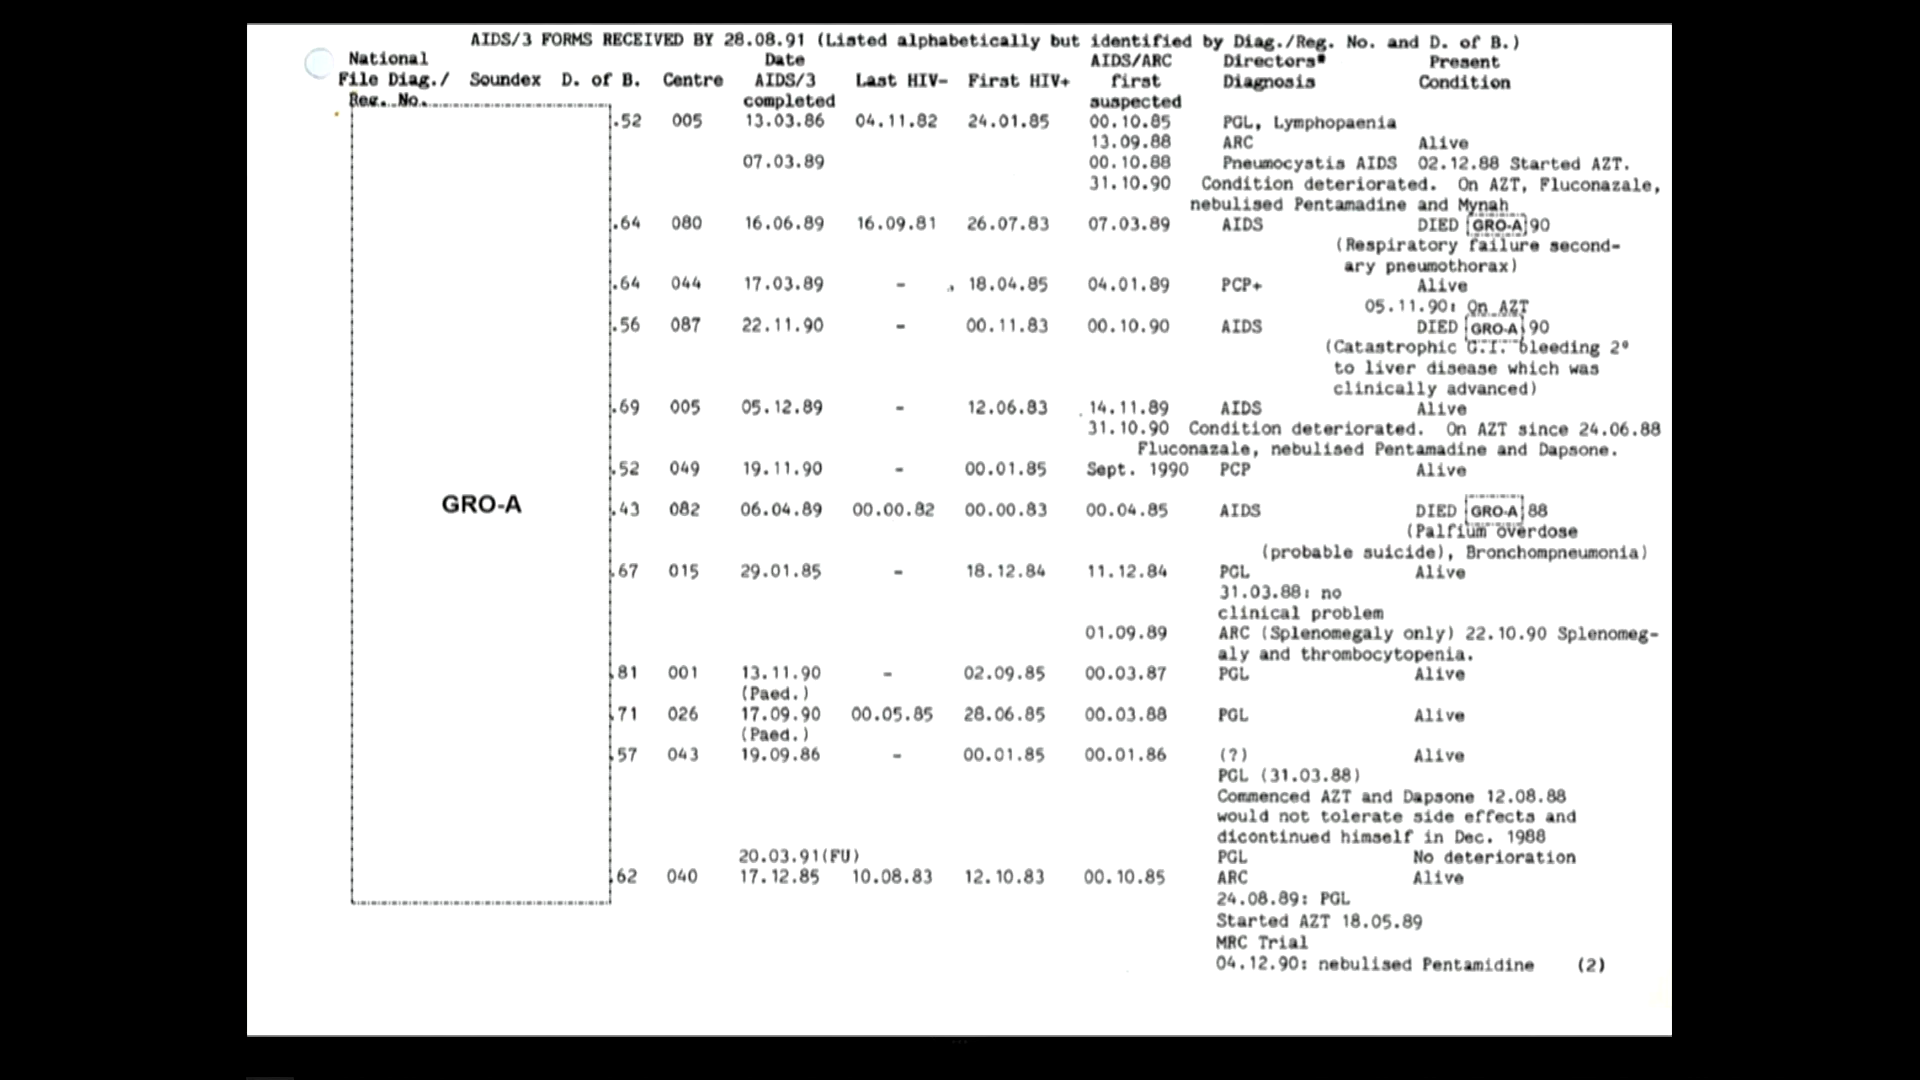 AIDS/3 FORMS RECEIVED BY 28.08.91 (Listed alphabetically but identified by Diag./Reg. No. and D. of B.)
National Date AIDS/ARC Directors" Present
File Diag./ Soundex D. of B. Centre AIDS/3 Last HIV- First HIV+ first Diagnosis Condition
Reg. No. completed suspected
.52 005 13.03.86 04.11.82 24.01.85 00.10.85 PGL, Lymphopaenia
13.09.88 ARC Alive
07.03.89 00.10.88 Pneumocystis AIDS 02.12.88 Started AZT.
31.10.90 Condition deteriorated. On AZT, Fluconazale,
nebulised Pentamadine and Mynah
.64 080 16.06.89 16.09.81 26.07.83 07.03.89 AIDS DIED GRO-A 90
(Respiratory failure second-
ary pneumothorax)
.64 044 17.03.89 - 18.04.85 04.01.89 PCP+ Alive
05.11.90: On AZT
.56 087 22.11.90 - 00.11.83 00.10.90 AIDS DIED GRO-A 90
(Catastrophic G.I. bleeding 2º
to liver disease which was
clinically advanced)
.69 005 05.12.89 - 12.06.83 14.11.89 AIDS Alive
31.10.90 Condition deteriorated. On AZT since 24.06.88
Fluconazale, nebulised Pentamadine and Dapsone.
.52 049 19.11.90 - 00.01.85 Sept. 1990 PCP Alive
GRO-A
.43 082 06.04.89 00.00.82 00.00.83 00.04.85 AIDS DIED GRO-A 88
(Palfium overdose
(probable suicide), Bronchompneumonia)
.67 015 29.01.85 - 18.12.84 11.12.84 PGL Alive
31.03.88: no
clinical problem
01.09.89 ARC (Splenomegaly only) 22.10.90 Splenomeg-
aly and thrombocytopenia.
.81 001 13.11.90 - 02.09.85 00.03.87 PGL Alive
(Paed.)
.71 026 17.09.90 00.05.85 28.06.85 00.03.88 PGL Alive
(Paed.)
.57 043 19.09.86 - 00.01.85 00.01.86 (?) Alive
PGL (31.03.88)
Commenced AZT and Dapsone 12.08.88
would not tolerate side effects and
dicontinued himself in Dec. 1988
20.03.91(FU) PGL No deterioration
.62 040 17.12.85 10.08.83 12.10.83 00.10.85 ARC Alive
24.08.89: PGL
Started AZT 18.05.89
MRC Trial
04.12.90: nebulised Pentamidine (2)